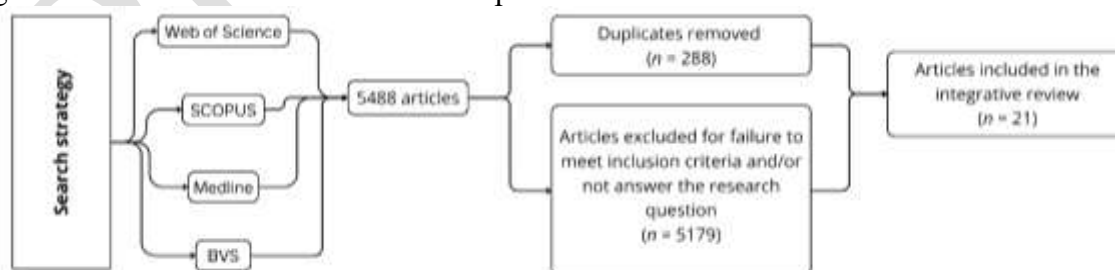 Search strategy
Web of Science
SCOPUS
Medline
BVS
5488 articles
Duplicates removed
(n = 288)
Articles excluded for failure to
meet inclusion criteria and/or
not answer the research
question
(n = 5179)
Articles included in the
integrative review
(n = 21)